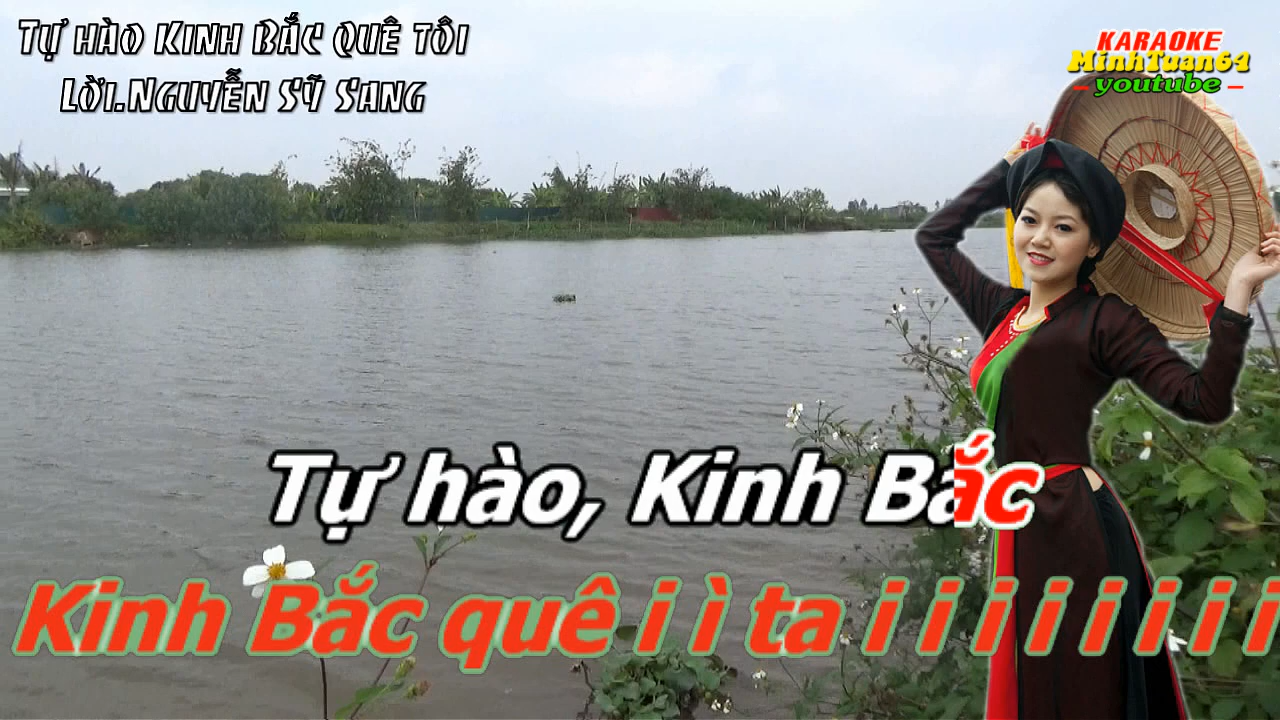 Tự hào Kinh Bắc quê tôi
Lời.Nguyễn Sỹ Sang
KARAOKE
MinhTuan64
youtube
Tự hào, Kinh Bắc
Kinh Bắc quê i ì ta i i i i i i i i